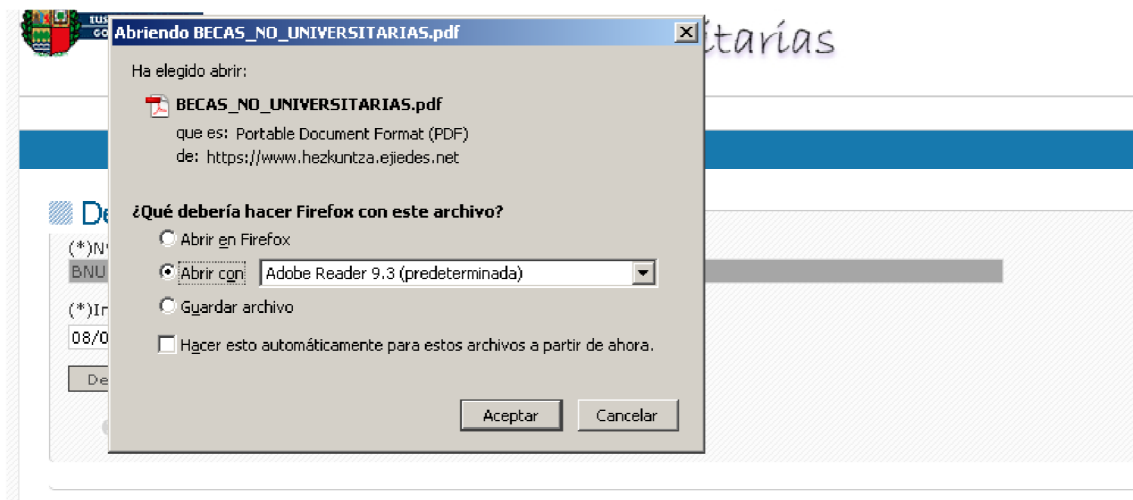 Abriendo BECAS_NO_UNIVERSITARIAS.pdf
Ha elegido abrir:
BECAS_NO_UNIVERSITARIAS.pdf
que es: Portable Document Format (PDF)
de: https://www.hezkuntza.ejiedes.net
¿Qué debería hacer Firefox con este archivo?
Abrir en Firefox
Abrir con Adobe Reader 9.3 (predeterminada)
Guardar archivo
Hacer esto automáticamente para estos archivos a partir de ahora.
Aceptar Cancelar
itarias
De
(*)N
BNU
(*)In
08/0
De